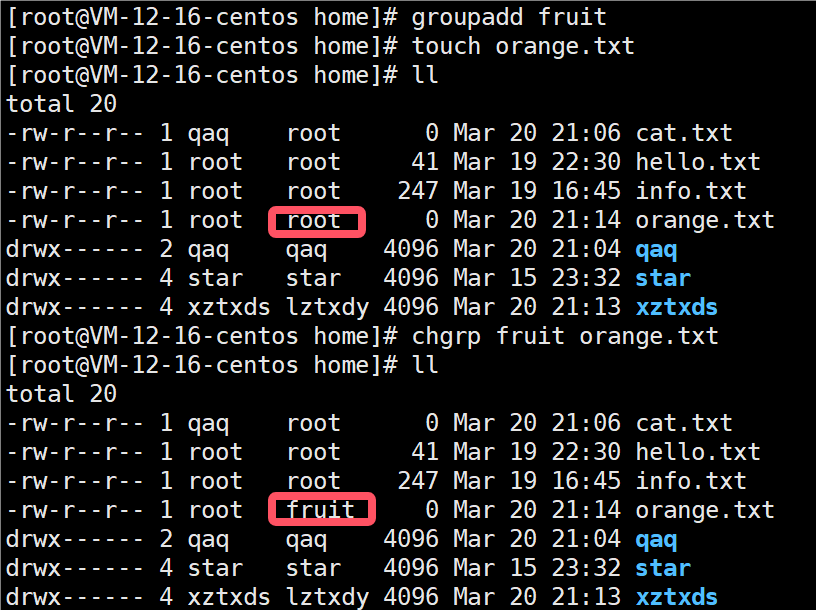 [root@VM-12-16-centos home]# groupadd fruit
[root@VM-12-16-centos home]# touch orange.txt
[root@VM-12-16-centos home]# ll
total 20
-rw-r--r-- 1 qaq    root      0 Mar 20 21:06 cat.txt
-rw-r--r-- 1 root   root     41 Mar 19 22:30 hello.txt
-rw-r--r-- 1 root   root    247 Mar 19 16:45 info.txt
-rw-r--r-- 1 root   root      0 Mar 20 21:14 orange.txt
drwx------ 2 qaq    qaq    4096 Mar 20 21:04 qaq
drwx------ 4 star   star   4096 Mar 15 23:32 star
drwx------ 4 xztxds lztxdy 4096 Mar 20 21:13 xztxds
[root@VM-12-16-centos home]# chgrp fruit orange.txt
[root@VM-12-16-centos home]# ll
total 20
-rw-r--r-- 1 qaq    root      0 Mar 20 21:06 cat.txt
-rw-r--r-- 1 root   root     41 Mar 19 22:30 hello.txt
-rw-r--r-- 1 root   root    247 Mar 19 16:45 info.txt
-rw-r--r-- 1 root   fruit     0 Mar 20 21:14 orange.txt
drwx------ 2 qaq    qaq    4096 Mar 20 21:04 qaq
drwx------ 4 star   star   4096 Mar 15 23:32 star
drwx------ 4 xztxds lztxdy 4096 Mar 20 21:13 xztxds